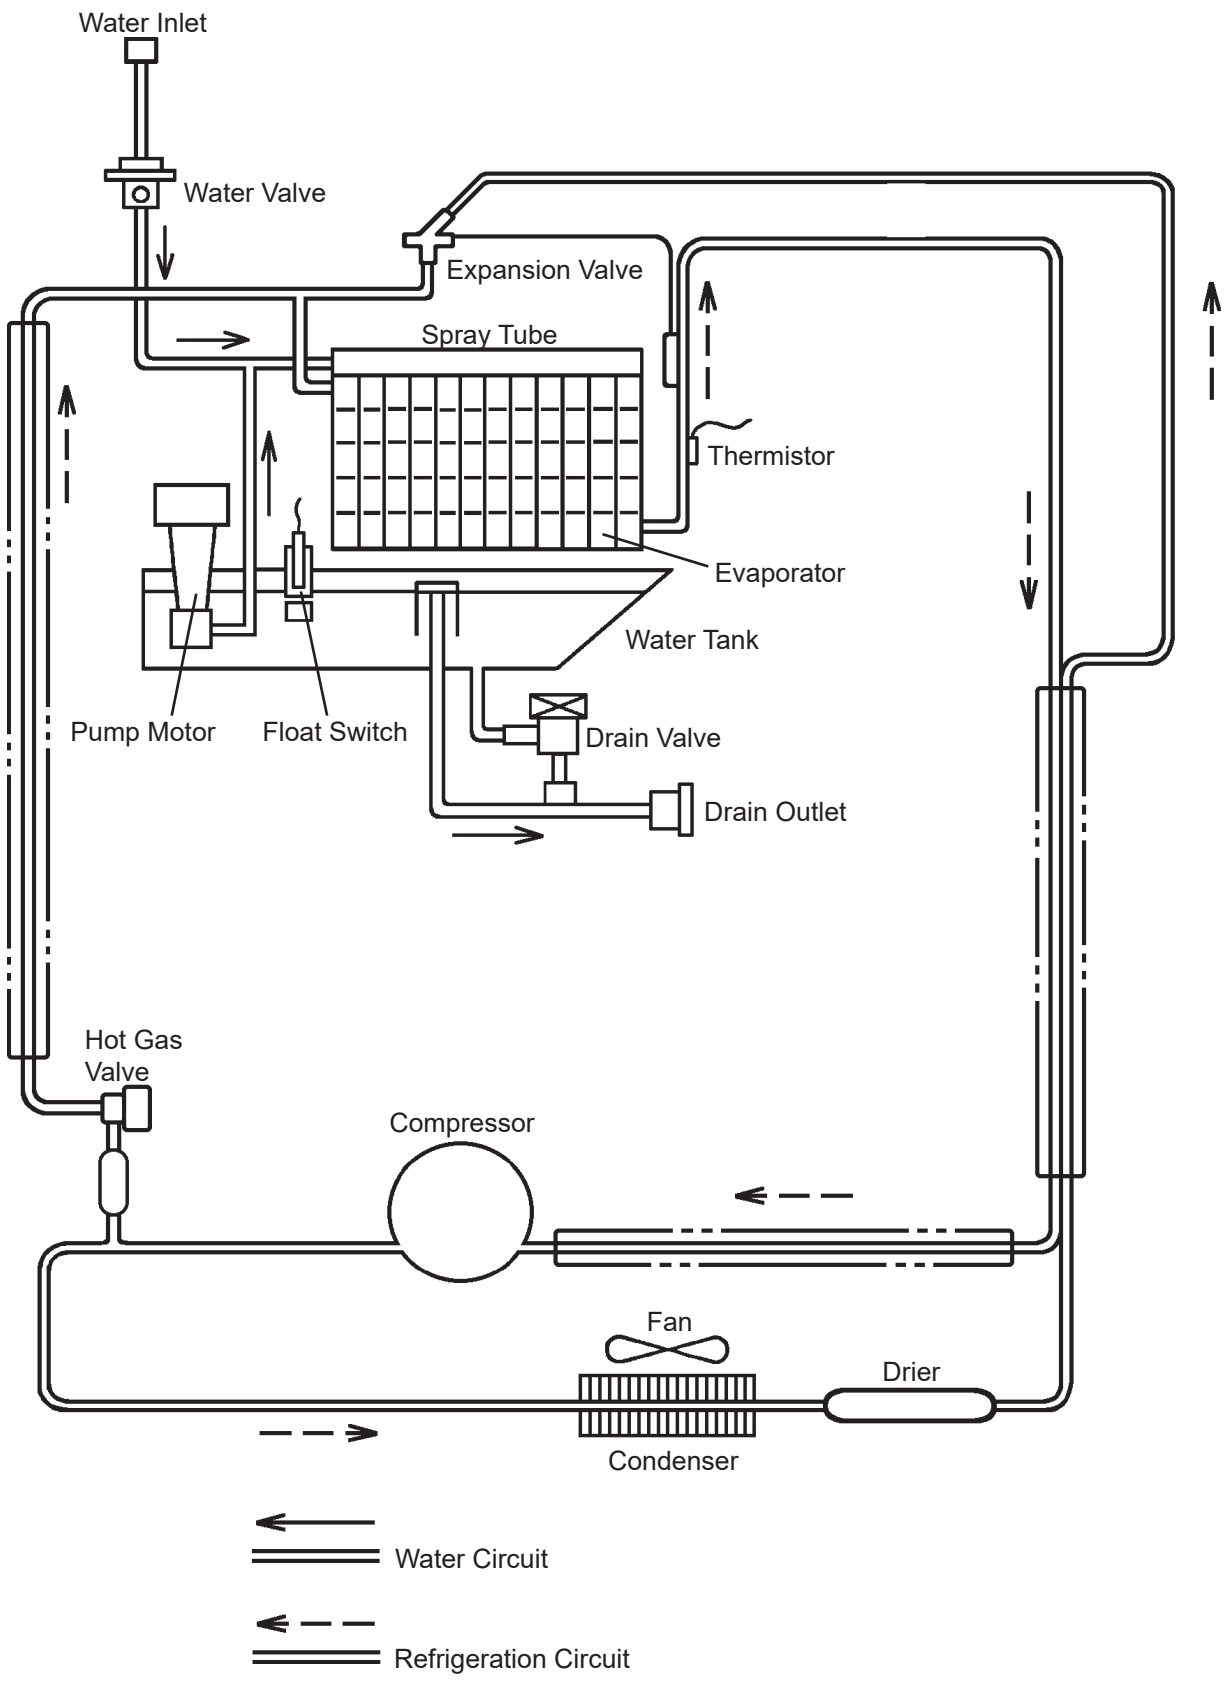 Water Inlet
Water Valve
Expansion Valve
Spray Tube
Thermistor
Evaporator
Water Tank
Pump Motor
Float Switch
Drain Valve
Drain Outlet
Hot Gas
Valve
Compressor
Fan
Drier
Condenser
Water Circuit
Refrigeration Circuit